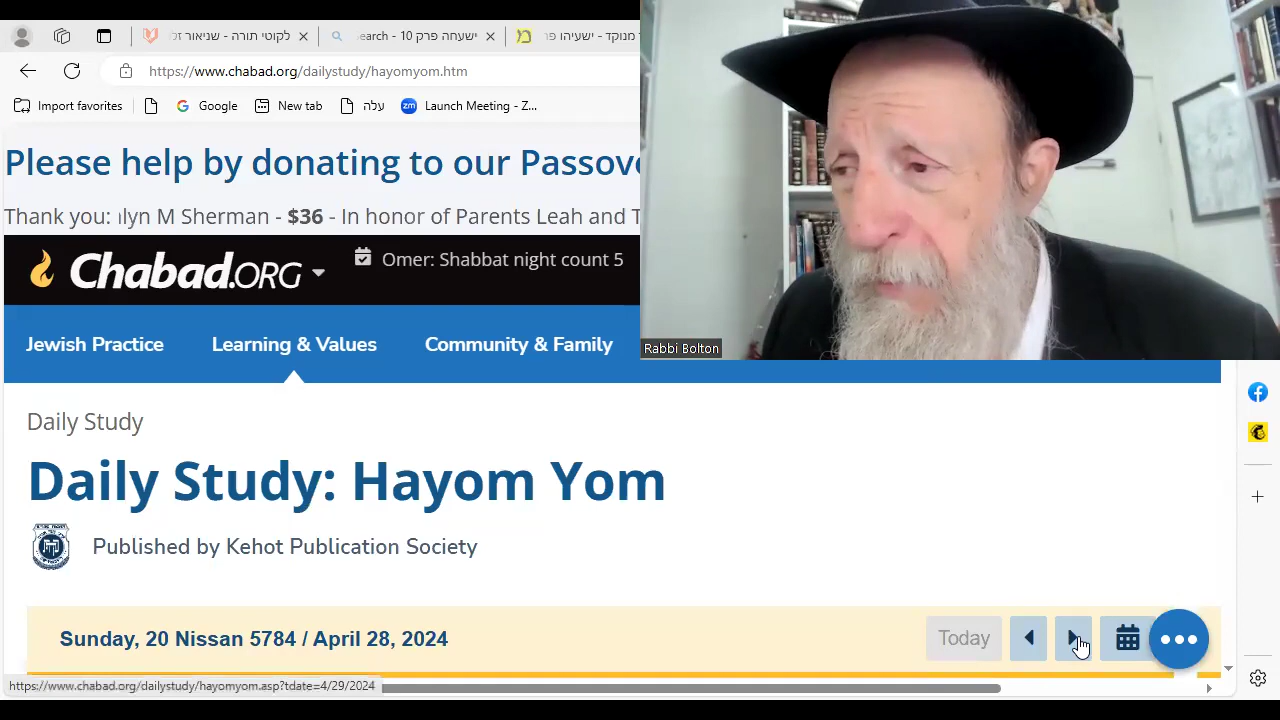 לקוטי תורה - שניאור זל
earch - 10 ישעחה פרק
ד מנוקד - ישעיהו פר
https://www.chabad.org/dailystudy/hayomyom.htm
Import favorites
Google
New tab
עלה
Launch Meeting - Z...
Please help by donating to our Passov
Thank you: ılyn M Sherman - $36 - In honor of Parents Leah and T
Chabad.ORG
Omer: Shabbat night count 5
Jewish Practice
Learning & Values
Community & Family
Rabbi Bolton
Daily Study
Daily Study: Hayom Yom
Published by Kehot Publication Society
Sunday, 20 Nissan 5784 / April 28, 2024
Today
https://www.chabad.org/dailystudy/hayomyom.asp?tdate=4/29/2024